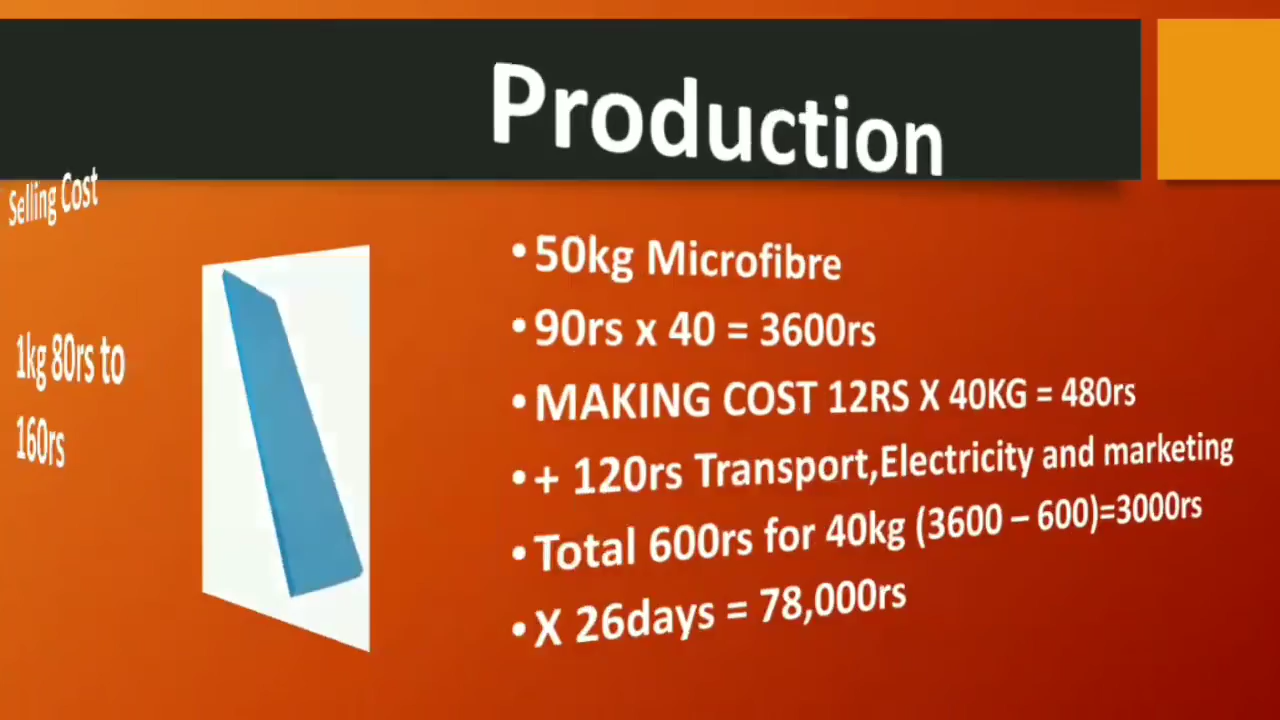 Production
Selling Cost
1kg 80rs to
160rs
•50kg Microfibre
•90rs x 40 = 3600rs
•MAKING COST 12RS X 40KG = 480rs
•+ 120rs Transport,Electricity and marketing
•Total 600rs for 40kg (3600 – 600)=3000rs
•X 26days = 78,000rs